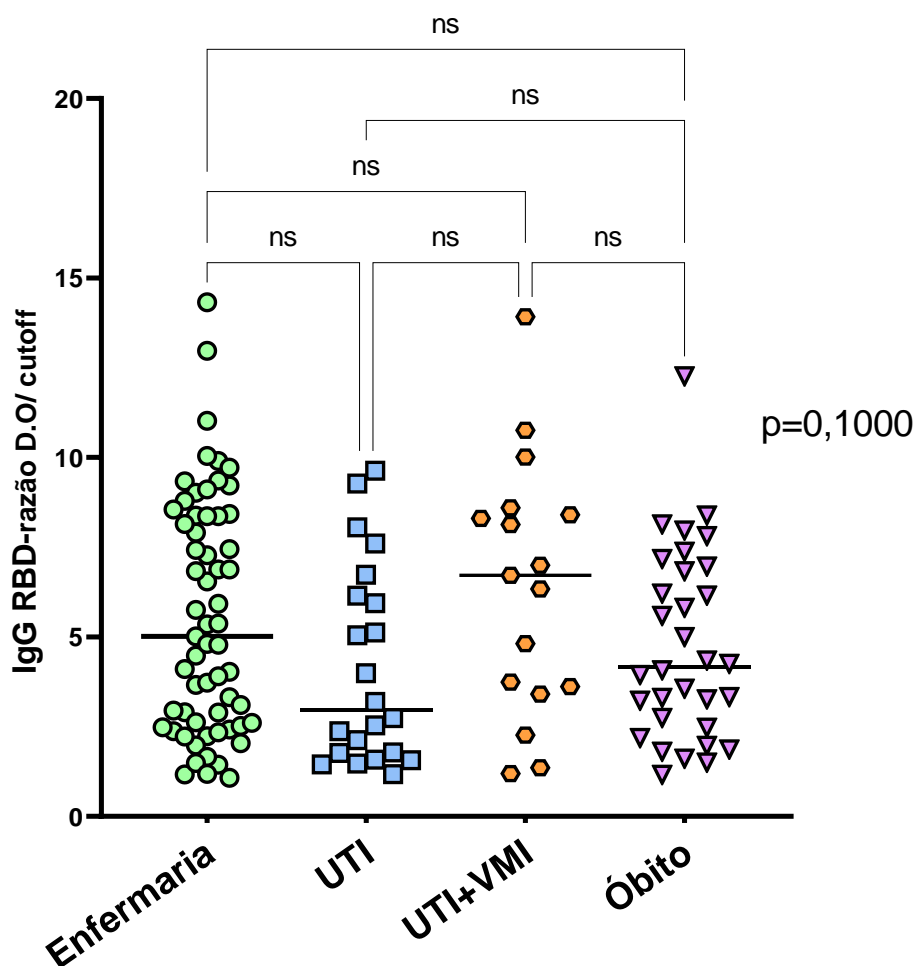 ns
ns
ns
ns
ns
ns
20
15
10
5
0
IgG RBD-razão D.O/ cutoff
p=0,1000
Enfermaria
UTI
UTI+VMI
Óbito